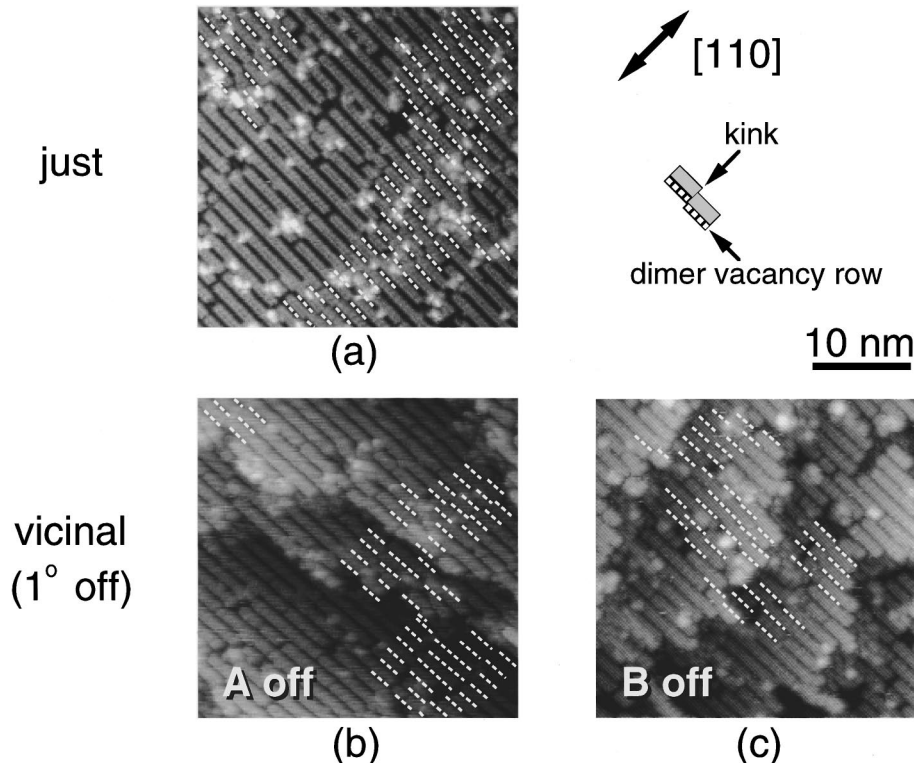 [110]
just
kink
dimer vacancy row
(a)
10 nm
vicinal
(1° off)
A off
B off
(b)
(c)